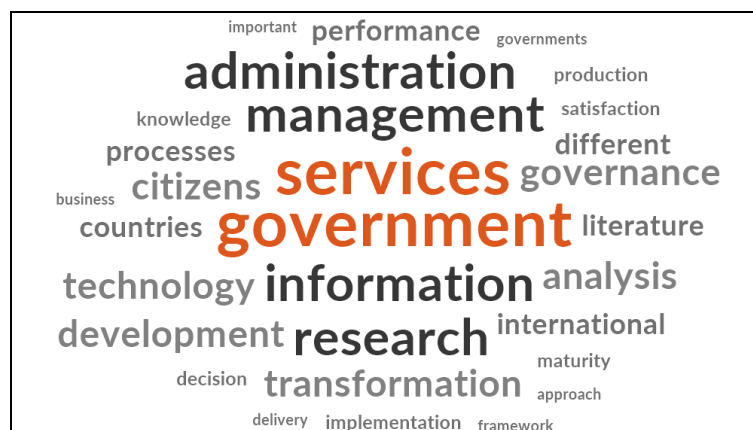 important performance governments
administration production
knowledge management satisfaction
processes services different
citizens governance
business
countries government literature
technology information analysis
development research international
maturity
decision transformation approach
delivery implementation framework